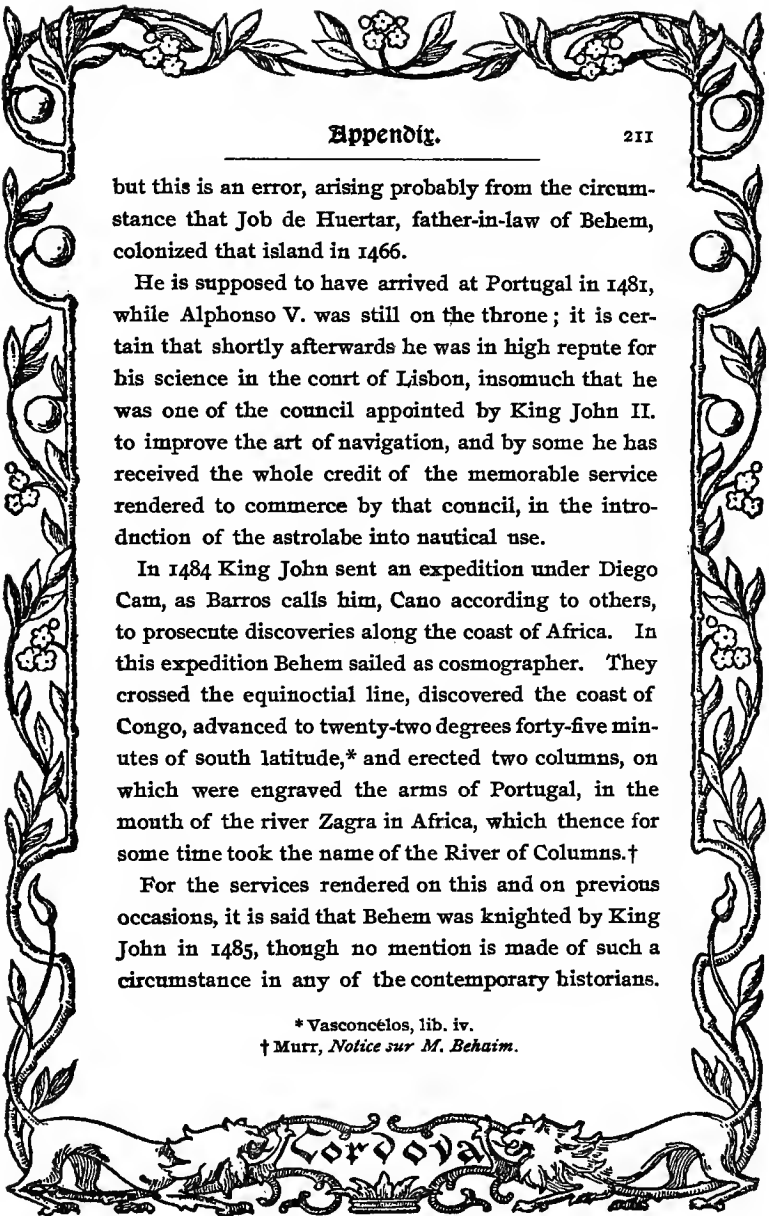 Appendix. 211
but this is an error, arising probably from the circum-
stance that Job de Huertar, father-in-law of Behem,
colonized that island in 1466.
He is supposed to have arrived at Portugal in 1481,
while Alphonso V. was still on the throne; it is cer-
tain that shortly afterwards he was in high repute for
his science in the court of Lisbon, insomuch that he
was one of the council appointed by King John II.
to improve the art of navigation, and by some he has
received the whole credit of the memorable service
rendered to commerce by that council, in the intro-
duction of the astrolabe into nautical use.
In 1484 King John sent an expedition under Diego
Cam, as Barros calls him, Cano according to others,
to prosecute discoveries along the coast of Africa. In
this expedition Behem sailed as cosmographer. They
crossed the equinoctial line, discovered the coast of
Congo, advanced to twenty-two degrees forty-five min-
utes of south latitude,* and erected two columns, on
which were engraved the arms of Portugal, in the
mouth of the river Zagra in Africa, which thence for
some time took the name of the River of Columns.†
For the services rendered on this and on previous
occasions, it is said that Behem was knighted by King
John in 1485, though no mention is made of such a
circumstance in any of the contemporary historians.
* Vasconcélos, lib. iv.
† Murr, Notice sur M. Behaim.
Cordova